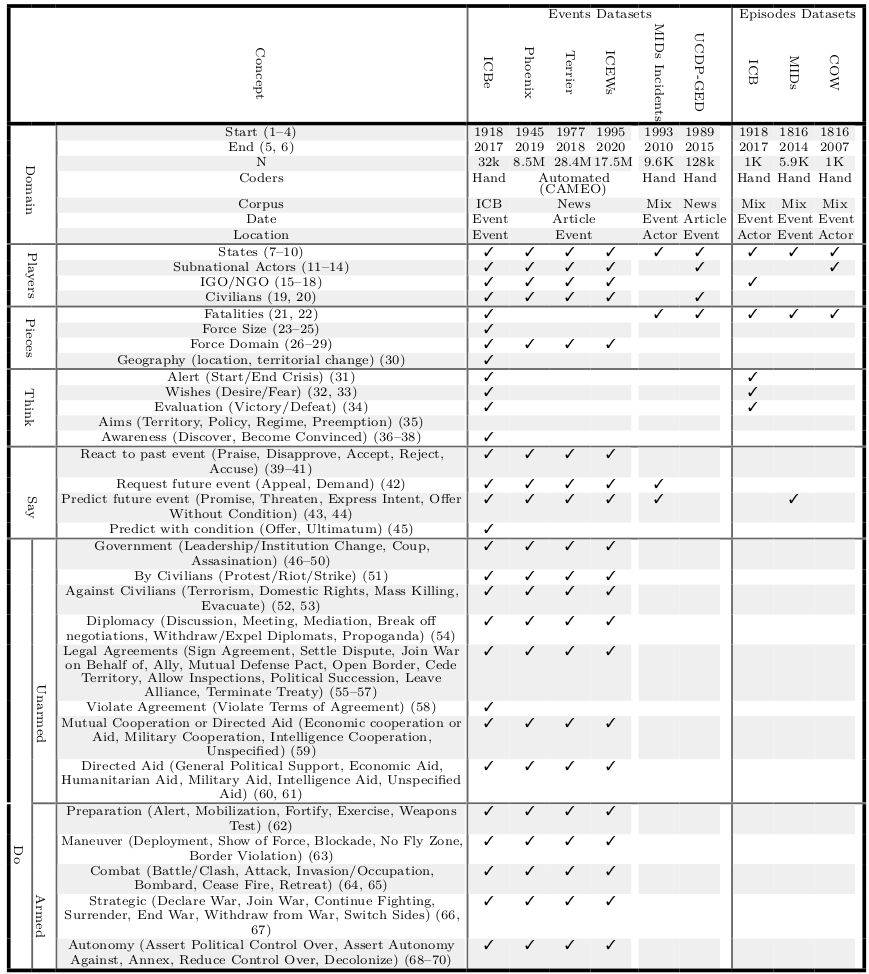 Events Datasets Episodes Datasets
Concept ICBe Phoenix Terrier ICEWs MIDs Incidents UCDP-GED ICB MIDs COW
Domain
Start (1–4) 1918 1945 1977 1995 1993 1989 1918 1816 1816
End (5, 6) 2017 2019 2018 2020 2010 2015 2017 2014 2007
N 32k 8.5M 28.4M 17.5M 9.6K 128k 1K 5.9K 1K
Coders Hand Automated Hand Hand Hand Hand Hand
(CAMEO)
Corpus ICB News Mix News Mix Mix Mix
Date Event Article Event Article Event Event Event
Location Event Event Actor Event Actor Event Actor
Players
States (7–10) ✓ ✓ ✓ ✓ ✓ ✓ ✓ ✓ ✓
Subnational Actors (11–14) ✓ ✓ ✓ ✓ ✓ ✓
IGO/NGO (15–18) ✓ ✓ ✓ ✓ ✓
Civilians (19, 20) ✓ ✓ ✓ ✓ ✓
Pieces
Fatalities (21, 22) ✓ ✓ ✓ ✓ ✓ ✓
Force Size (23–25) ✓
Force Domain (26–29) ✓ ✓ ✓ ✓
Geography (location, territorial change) (30) ✓
Think
Alert (Start/End Crisis) (31) ✓ ✓
Wishes (Desire/Fear) (32, 33) ✓ ✓
Evaluation (Victory/Defeat) (34) ✓ ✓
Aims (Territory, Policy, Regime, Preemption) (35)
Awareness (Discover, Become Convinced) (36–38) ✓
Say
React to past event (Praise, Disapprove, Accept, Reject, ✓ ✓ ✓ ✓
Accuse) (39–41)
Request future event (Appeal, Demand) (42) ✓ ✓ ✓ ✓ ✓
Predict future event (Promise, Threaten, Express Intent, Offer ✓ ✓ ✓ ✓ ✓ ✓
Without Condition) (43, 44)
Predict with condition (Offer, Ultimatum) (45) ✓
Do
Unarmed
Government (Leadership/Institution Change, Coup, ✓ ✓ ✓ ✓
Assasination) (46–50)
By Civilians (Protest/Riot/Strike) (51) ✓ ✓ ✓ ✓
Against Civilians (Terrorism, Domestic Rights, Mass Killing, ✓ ✓ ✓ ✓
Evacuate) (52, 53)
Diplomacy (Discussion, Meeting, Mediation, Break off ✓ ✓ ✓ ✓
negotiations, Withdraw/Expel Diplomats, Propoganda) (54)
Legal Agreements (Sign Agreement, Settle Dispute, Join War ✓ ✓ ✓ ✓
on Behalf of, Ally, Mutual Defense Pact, Open Border, Cede
Territory, Allow Inspections, Political Succession, Leave
Alliance, Terminate Treaty) (55–57)
Violate Agreement (Violate Terms of Agreement) (58) ✓
Mutual Cooperation or Directed Aid (Economic cooperation or ✓ ✓ ✓ ✓
Aid, Military Cooperation, Intelligence Cooperation,
Unspecified) (59)
Directed Aid (General Political Support, Economic Aid, ✓ ✓ ✓ ✓
Humanitarian Aid, Military Aid, Intelligence Aid, Unspecified
Aid) (60, 61)
Armed
Preparation (Alert, Mobilization, Fortify, Exercise, Weapons ✓ ✓ ✓ ✓
Test) (62)
Maneuver (Deployment, Show of Force, Blockade, No Fly Zone, ✓ ✓ ✓ ✓
Border Violation) (63)
Combat (Battle/Clash, Attack, Invasion/Occupation, ✓ ✓ ✓ ✓
Bombard, Cease Fire, Retreat) (64, 65)
Strategic (Declare War, Join War, Continue Fighting, ✓ ✓ ✓ ✓
Surrender, End War, Withdraw from War, Switch Sides) (66,
67)
Autonomy (Assert Political Control Over, Assert Autonomy ✓ ✓ ✓ ✓
Against, Annex, Reduce Control Over, Decolonize) (68–70)